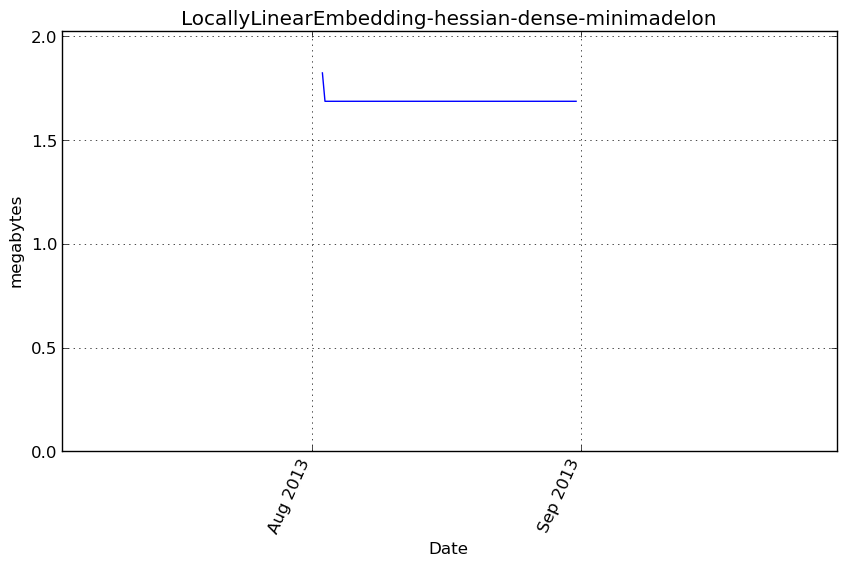 LocallyLinearEmbedding-hessian-dense-minimadelon
2.0
1.5
1.0
0.5
0.0
megabytes
Aug 2013
Sep 2013
Date